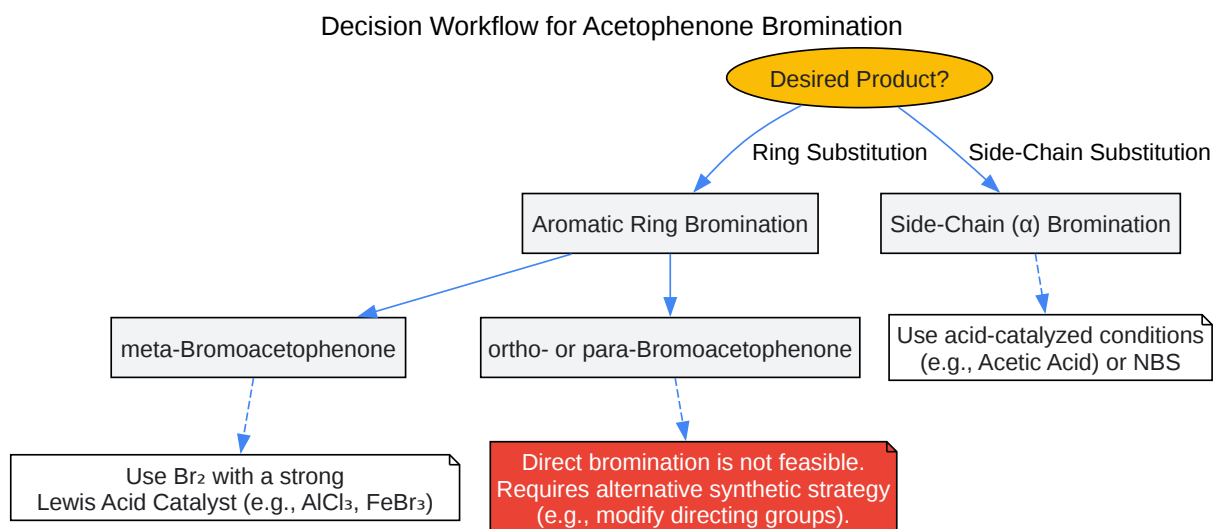 Decision Workflow for Acetophenone Bromination
Desired Product?
Ring Substitution
Side-Chain Substitution
Aromatic Ring Bromination
Side-Chain (α) Bromination
meta-Bromoacetophenone
ortho- or para-Bromoacetophenone
Use acid-catalyzed conditions
(e.g., Acetic Acid) or NBS
Use Br₂ with a strong
Lewis Acid Catalyst (e.g., AlCl₃, FeBr₃)
Direct bromination is not feasible.
Requires alternative synthetic strategy
(e.g., modify directing groups).